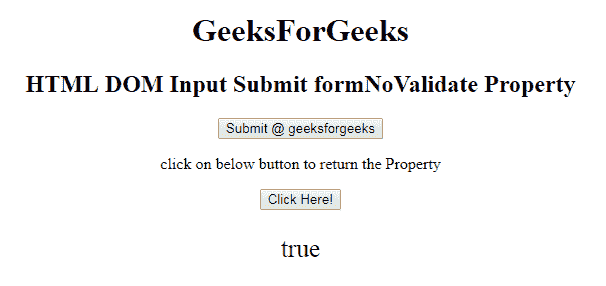 GeeksForGeeks
HTML DOM Input Submit formNoValidate Property
Submit @ geeksforgeeks
click on below button to return the Property
Click Here!
true